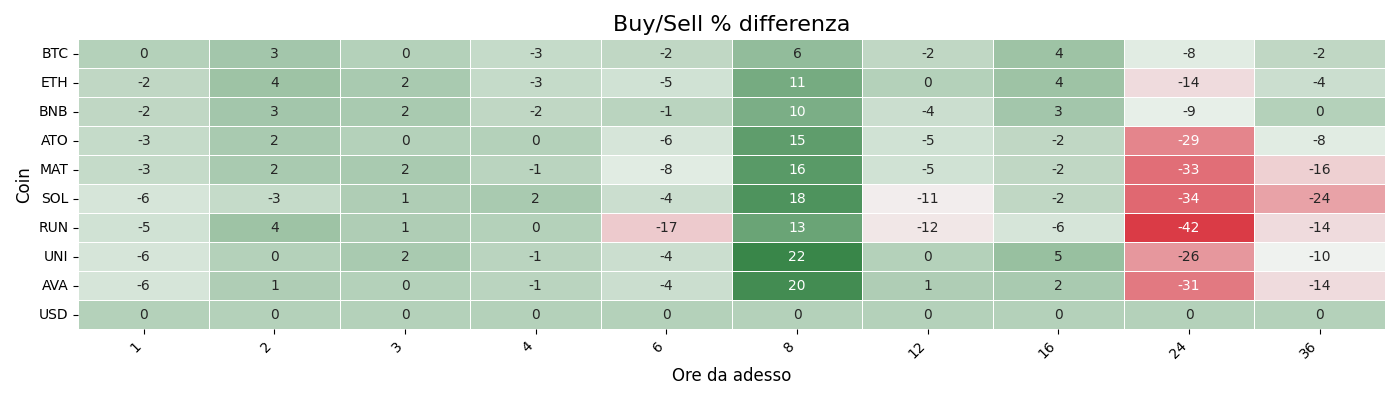 Buy/Sell % differenza
Coin
BTC 0 3 0 -3 -2 6 -2 4 -8 -2
ETH -2 4 2 -3 -5 11 0 4 -14 -4
BNB -2 3 2 -2 -1 10 -4 3 -9 0
ATO -3 2 0 0 -6 15 -5 -2 -29 -8
MAT -3 2 2 -1 -8 16 -5 -2 -33 -16
SOL -6 -3 1 2 -4 18 -11 -2 -34 -24
RUN -5 4 1 0 -17 13 -12 -6 -42 -14
UNI -6 0 2 -1 -4 22 0 5 -26 -10
AVA -6 1 0 -1 -4 20 1 2 -31 -14
USD 0 0 0 0 0 0 0 0 0 0
1 2 3 4 6 8 12 16 24 36
Ore da adesso